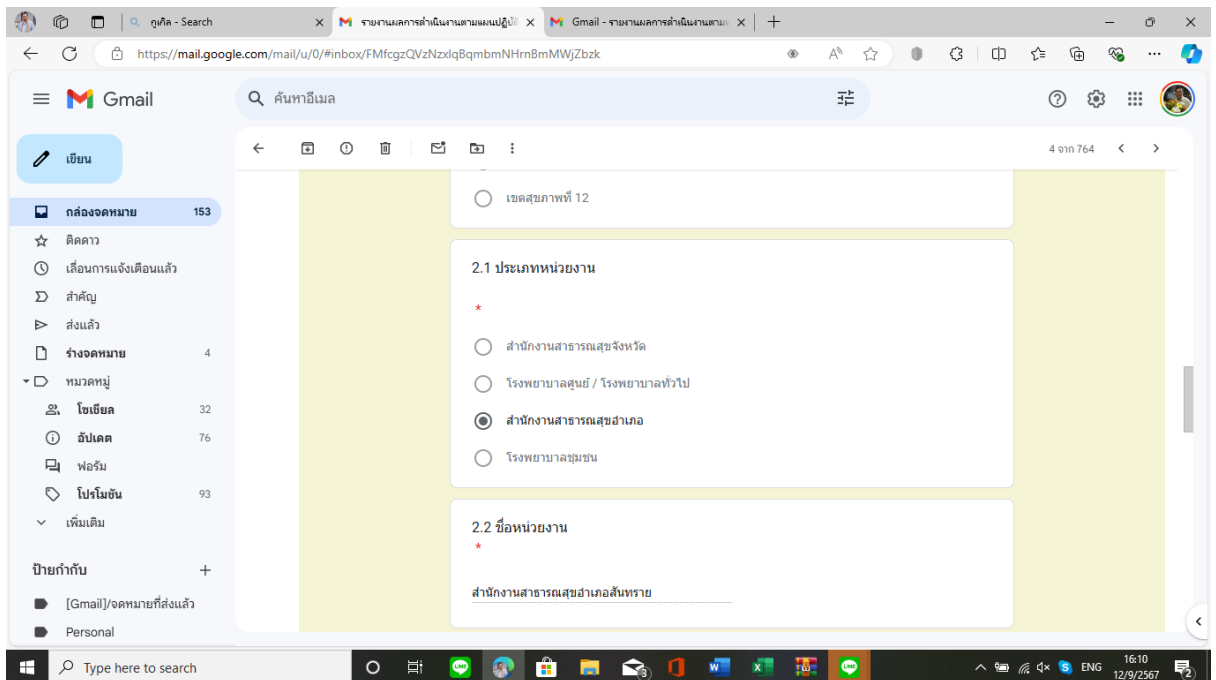 กูเกิล - Search
รายงานผลการดำเนินงานตามแผนปฏิบัติ
Gmail - รายงานผลการดำเนินงานตามแ
https://mail.google.com/mail/u/0/#inbox/FMfcgzQVzNzxlqBqmbmNHrnBmMWjZbzk
Gmail
ค้นหาอีเมล
เขียน
4 จาก 764
กล่องจดหมาย 153
ติดดาว
เลื่อนการแจ้งเตือนแล้ว
สำคัญ
ส่งแล้ว
ร่างจดหมาย 4
หมวดหมู่
โซเชียล 32
อัปเดต 76
ฟอรัม
โปรโมชัน 93
เพิ่มเติม
ป้ายกำกับ
[Gmail]/จดหมายที่ส่งแล้ว
Personal
เขตสุขภาพที่ 12
2.1 ประเภทหน่วยงาน
*
สำนักงานสาธารณสุขจังหวัด
โรงพยาบาลศูนย์ / โรงพยาบาลทั่วไป
สำนักงานสาธารณสุขอำเภอ
โรงพยาบาลชุมชน
2.2 ชื่อหน่วยงาน
*
สำนักงานสาธารณสุขอำเภอสันทราย
Type here to search
ENG
16:10
12/9/2567